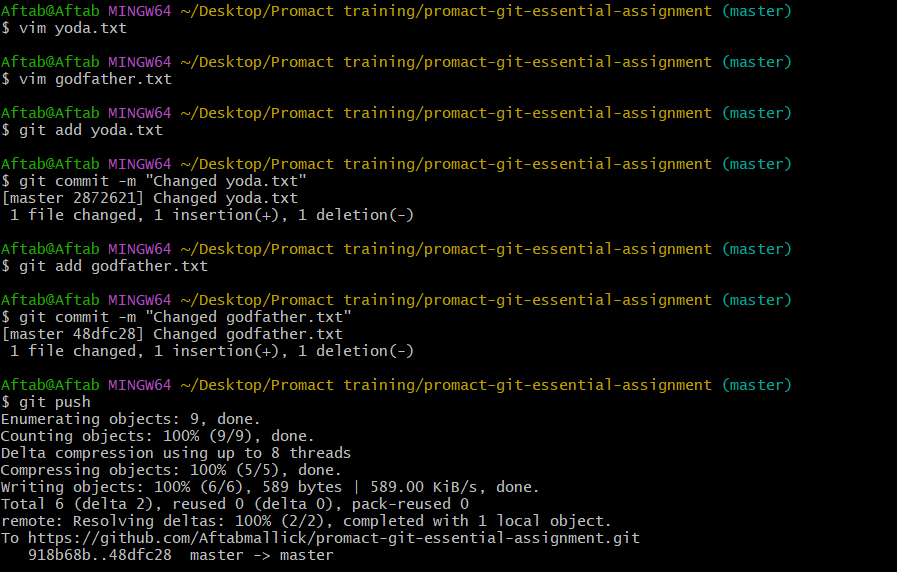 Aftab@Aftab MINGW64 ~/Desktop/Promact training/promact-git-essential-assignment (master)
$ vim yoda.txt
Aftab@Aftab MINGW64 ~/Desktop/Promact training/promact-git-essential-assignment (master)
$ vim godfather.txt
Aftab@Aftab MINGW64 ~/Desktop/Promact training/promact-git-essential-assignment (master)
$ git add yoda.txt
Aftab@Aftab MINGW64 ~/Desktop/Promact training/promact-git-essential-assignment (master)
$ git commit -m "Changed yoda.txt"
[master 2872621] Changed yoda.txt
 1 file changed, 1 insertion(+), 1 deletion(-)
Aftab@Aftab MINGW64 ~/Desktop/Promact training/promact-git-essential-assignment (master)
$ git add godfather.txt
Aftab@Aftab MINGW64 ~/Desktop/Promact training/promact-git-essential-assignment (master)
$ git commit -m "Changed godfather.txt"
[master 48dfc28] Changed godfather.txt
 1 file changed, 1 insertion(+), 1 deletion(-)
Aftab@Aftab MINGW64 ~/Desktop/Promact training/promact-git-essential-assignment (master)
$ git push
Enumerating objects: 9, done.
Counting objects: 100% (9/9), done.
Delta compression using up to 8 threads
Compressing objects: 100% (5/5), done.
Writing objects: 100% (6/6), 589 bytes | 589.00 KiB/s, done.
Total 6 (delta 2), reused 0 (delta 0), pack-reused 0
remote: Resolving deltas: 100% (2/2), completed with 1 local object.
To https://github.com/Aftabmallick/promact-git-essential-assignment.git
   918b68b..48dfc28  master -> master